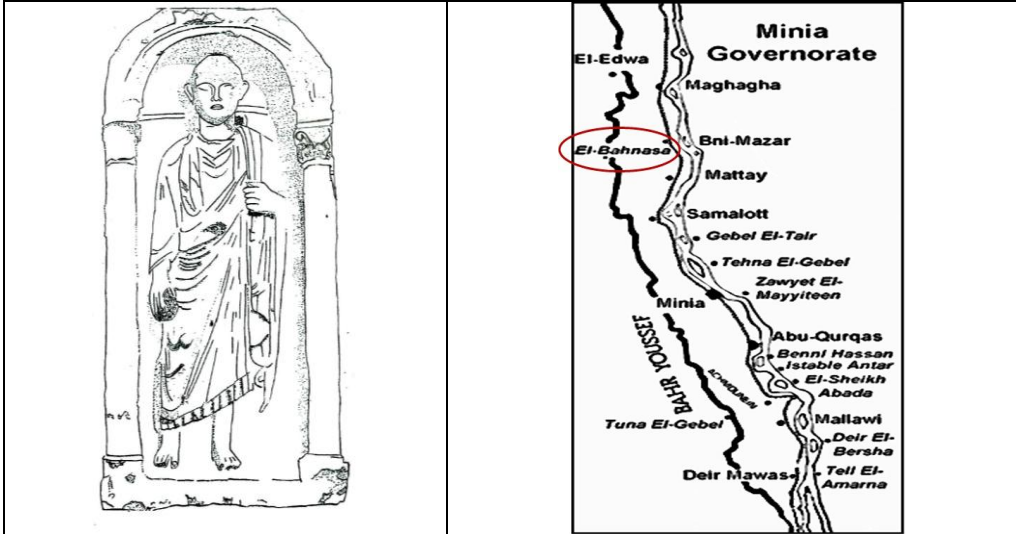 Minia
Governorate
El-Edwa
Maghagha
Bni-Mazar
El-Bahnasa
Mattay
Samalott
Gebel El-Tair
Tehna El-Gebel
Zawyet El-
Mayyiteen
Minia
BAHR YOUSSEF
Abu-Qurqas
Benni Hassan
Istable Antar
El-Sheikh
Abada
ACHMOUNUIN
Mallawi
Tuna El-Gebel
Deir El-
Bersha
Deir Mawas
Tell El-
Amarna